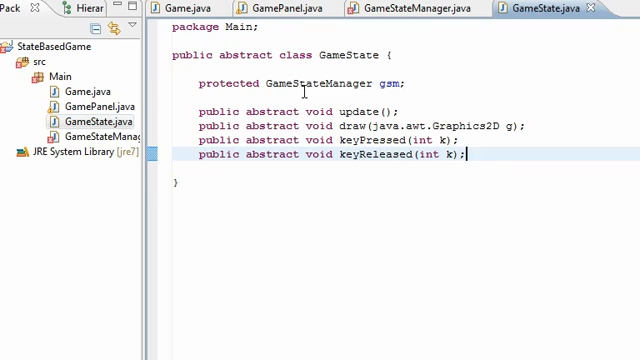 Pack
Hierar
Game.java
GamePanel.java
GameStateManager.java
GameState.java
StateBasedGame
src
Main
Game.java
GamePanel.java
GameState.java
GameStateManag
JRE System Library [jre7]
package Main;
public abstract class GameState {
protected GameStateManager gsm;
public abstract void update();
public abstract void draw(java.awt.Graphics2D g);
public abstract void keyPressed(int k);
public abstract void keyReleased(int k);
}